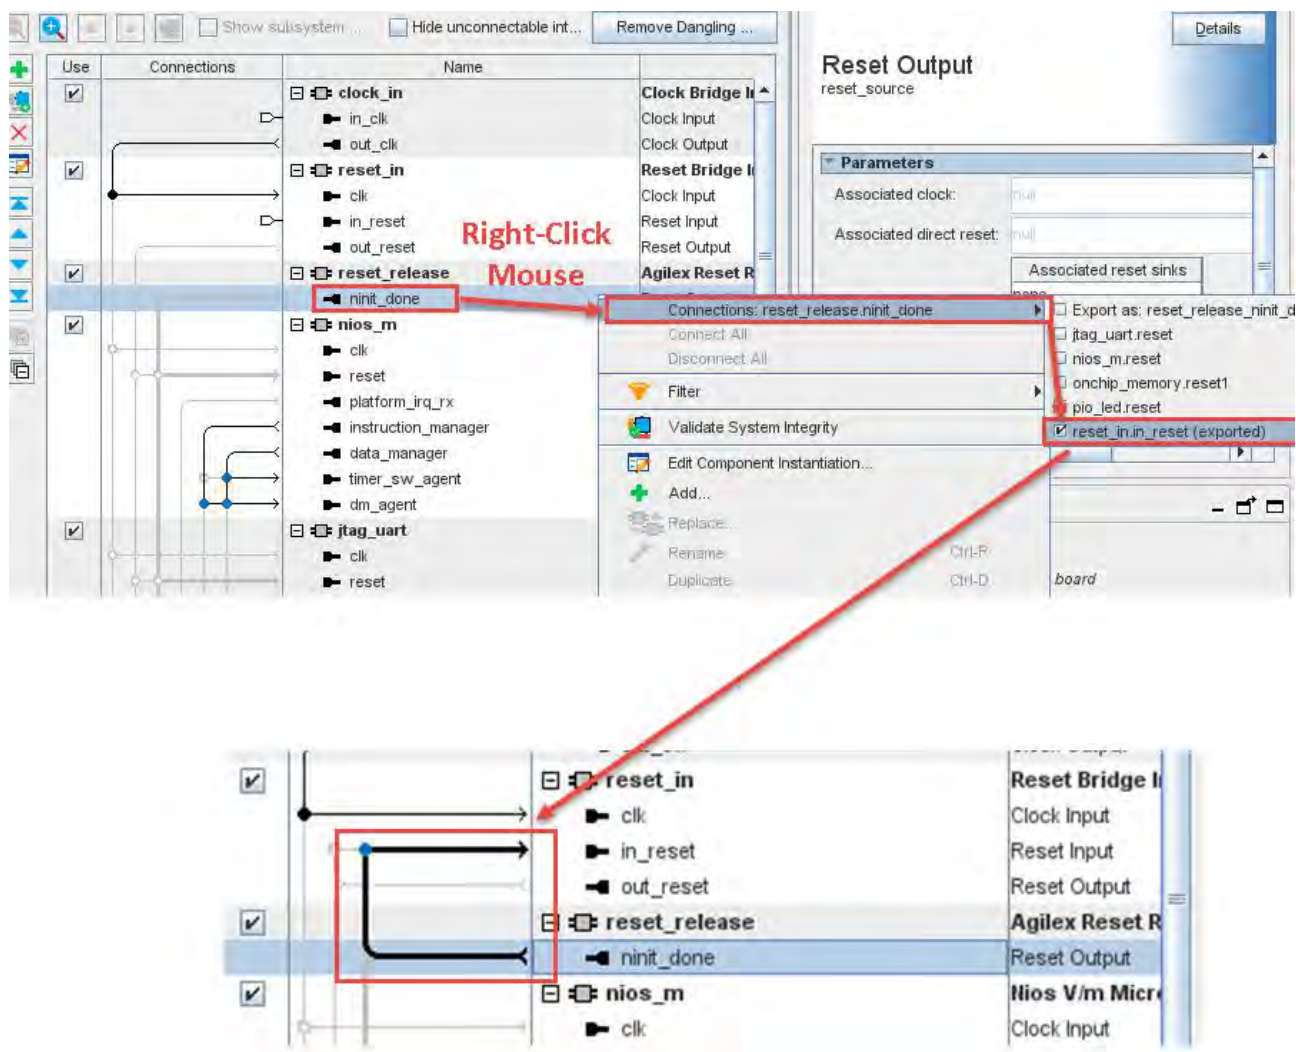 Show subsystem ...
Hide unconnectable int...
Remove Dangling ...
Details
Use
Connections
Name
Reset Output
reset_source
clock_in
Clock Bridge I
in_clk
Clock Input
out_clk
Clock Output
reset_in
Reset Bridge I
Parameters
clk
Clock Input
Associated clock:
null
in_reset
Reset Input
out_reset
Reset Output
Associated direct reset:
null
Right-Click
Mouse
reset_release
Agilex Reset R
Associated reset sinks
none
ninit_done
Connections: reset_release.ninit_done
Export as: reset_release_ninit_d
nios_m
Connect All
jtag_uart.reset
clk
Disconnect All
nios_m.reset
reset
Filter
onchip_memory.reset1
platform_irq_rx
pio_led.reset
instruction_manager
Validate System Integrity
reset_in.in_reset (exported)
data_manager
Edit Component Instantiation...
timer_sw_agent
Add...
dm_agent
Replace...
jtag_uart
Rename
Ctrl-R
clk
Duplicate
Ctrl-D
board
reset
reset_in
Reset Bridge I
clk
Clock Input
in_reset
Reset Input
out_reset
Reset Output
reset_release
Agilex Reset R
ninit_done
Reset Output
nios_m
Nios V/m Micr
clk
Clock Input